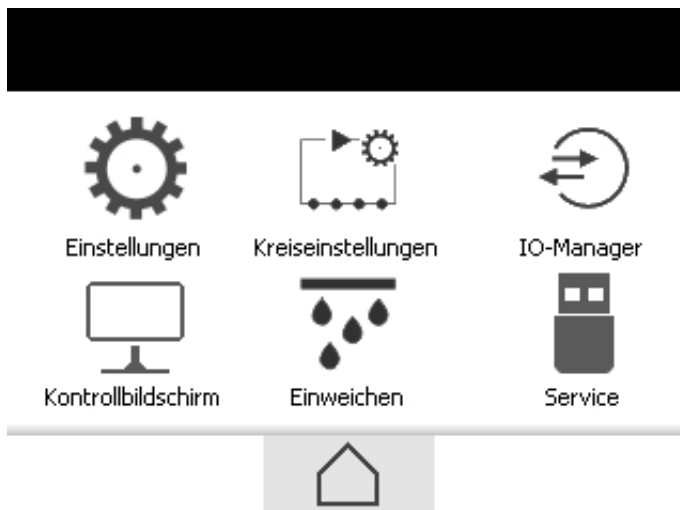 Einstellungen
Kreiseinstellungen
IO-Manager
Kontrollbildschirm
Einweichen
Service